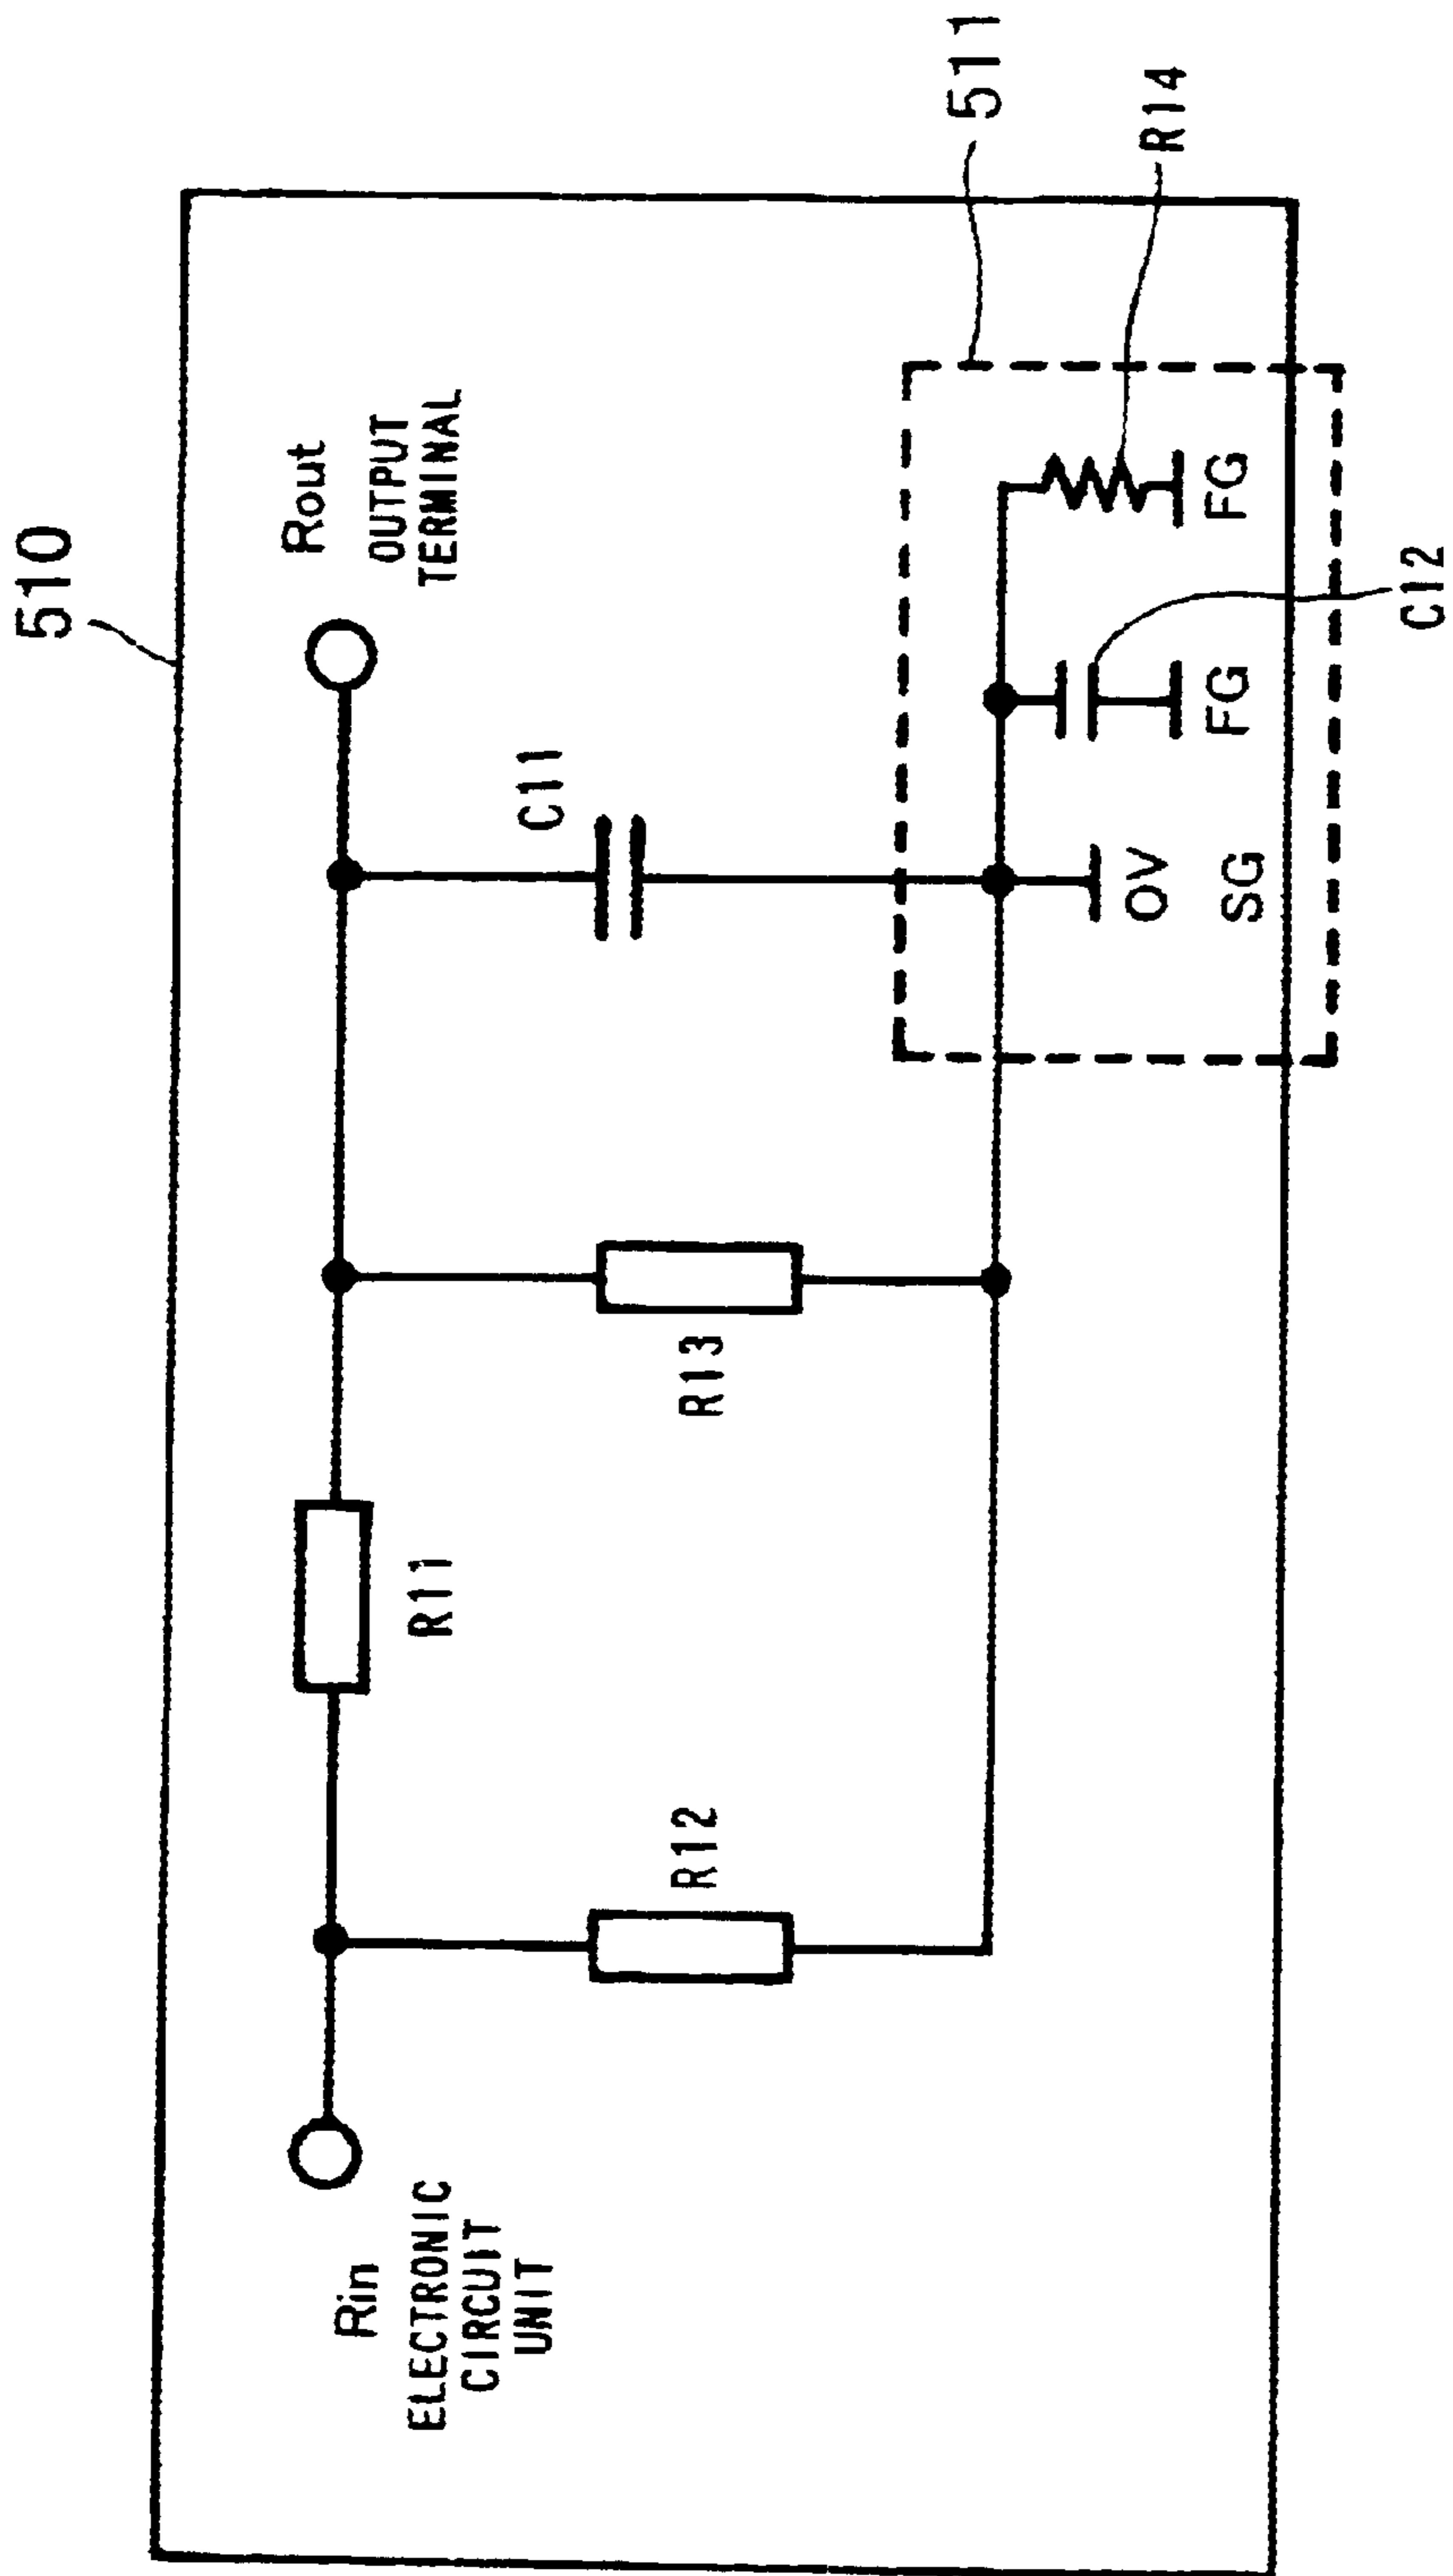 510
Rout
OUTPUT
TERMINAL
C11
511
R14
R11
R13
R12
Rin
ELECTRONIC
CIRCUIT
UNIT
0V
SG
FG
FG
C12